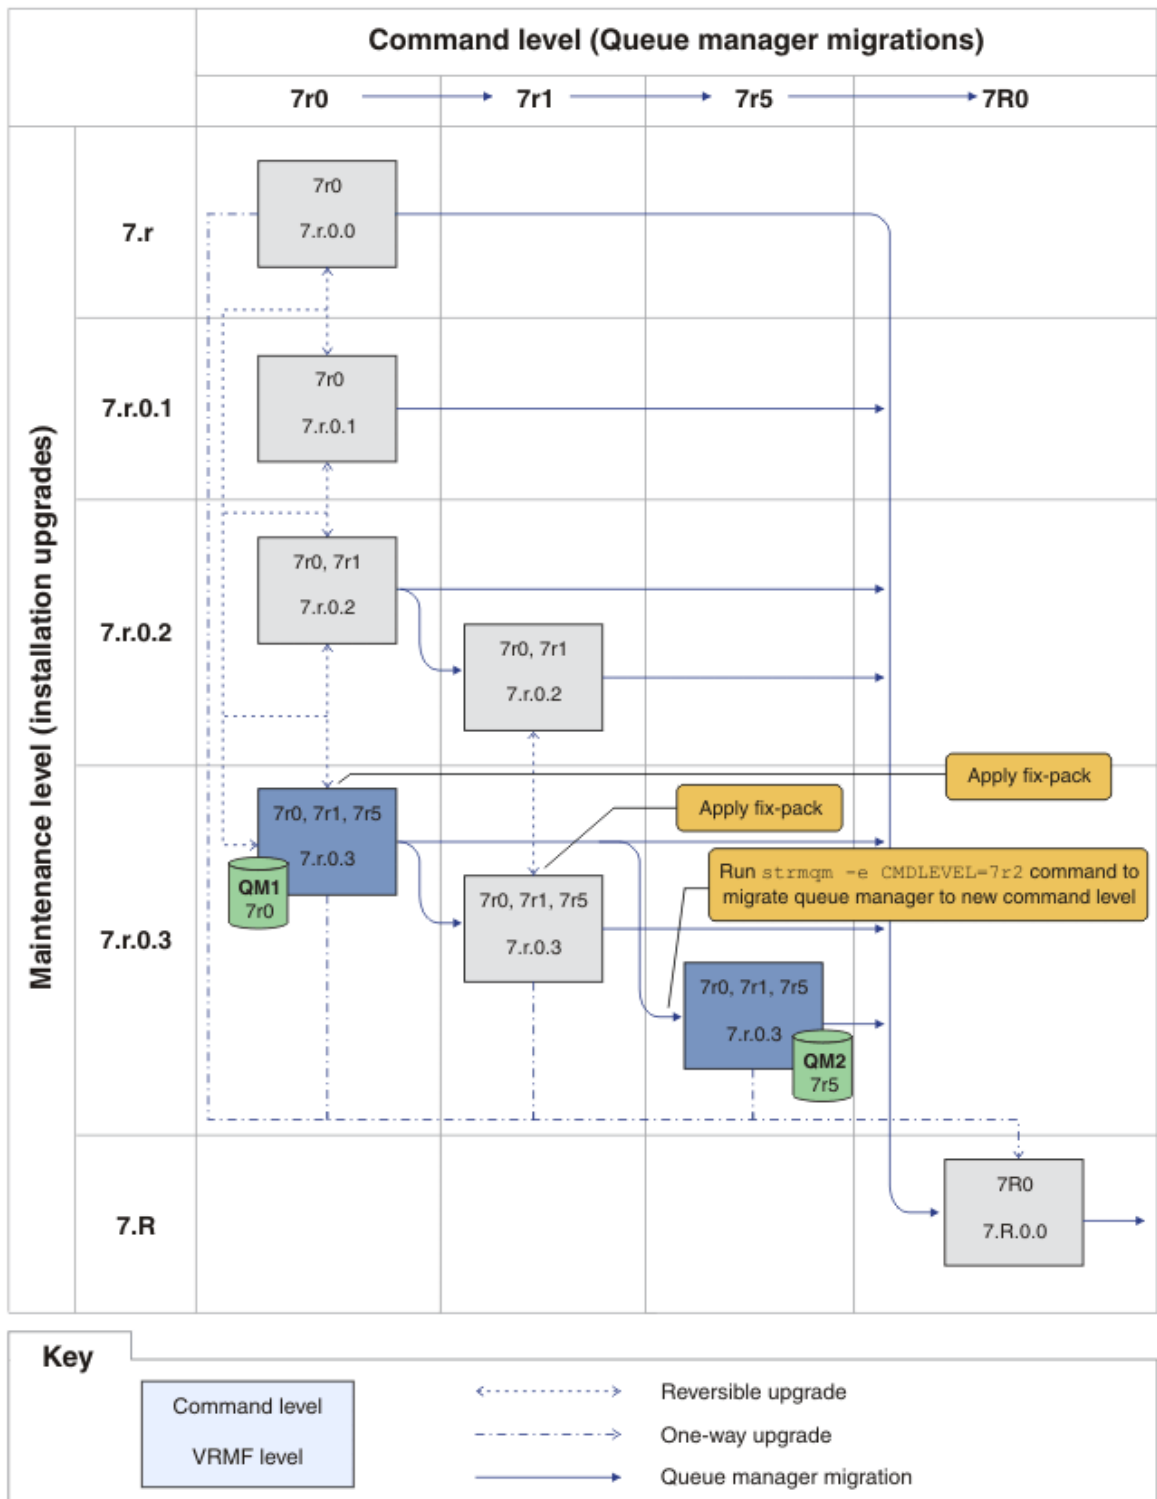 Command level (Queue manager migrations)
7r0
7r1
7r5
7R0
Maintenance level (installation upgrades)
7.r
7r0
7.r.0.0
7.r.0.1
7r0
7.r.0.1
7.r.0.2
7r0, 7r1
7.r.0.2
7r0, 7r1
7.r.0.2
7.r.0.3
Apply fix-pack
Apply fix-pack
7r0, 7r1, 7r5
7.r.0.3
QM1
7r0
Run strmqm -e CMDLEVEL=7r2 command to
migrate queue manager to new command level
7r0, 7r1, 7r5
7.r.0.3
7r0, 7r1, 7r5
7.r.0.3
QM2
7r5
7.R
7R0
7.R.0.0
Key
Command level
VRMF level
Reversible upgrade
One-way upgrade
Queue manager migration